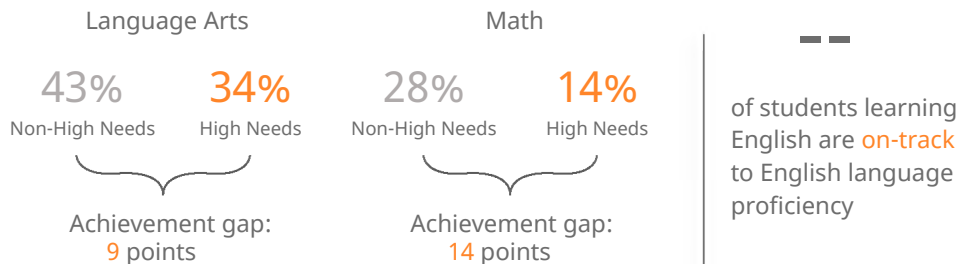 Language Arts
Math
43%
34%
28%
14%
Non-High Needs
High Needs
Non-High Needs
High Needs
Achievement gap:
9 points
Achievement gap:
14 points
--
of students learning
English are on-track
to English language
proficiency